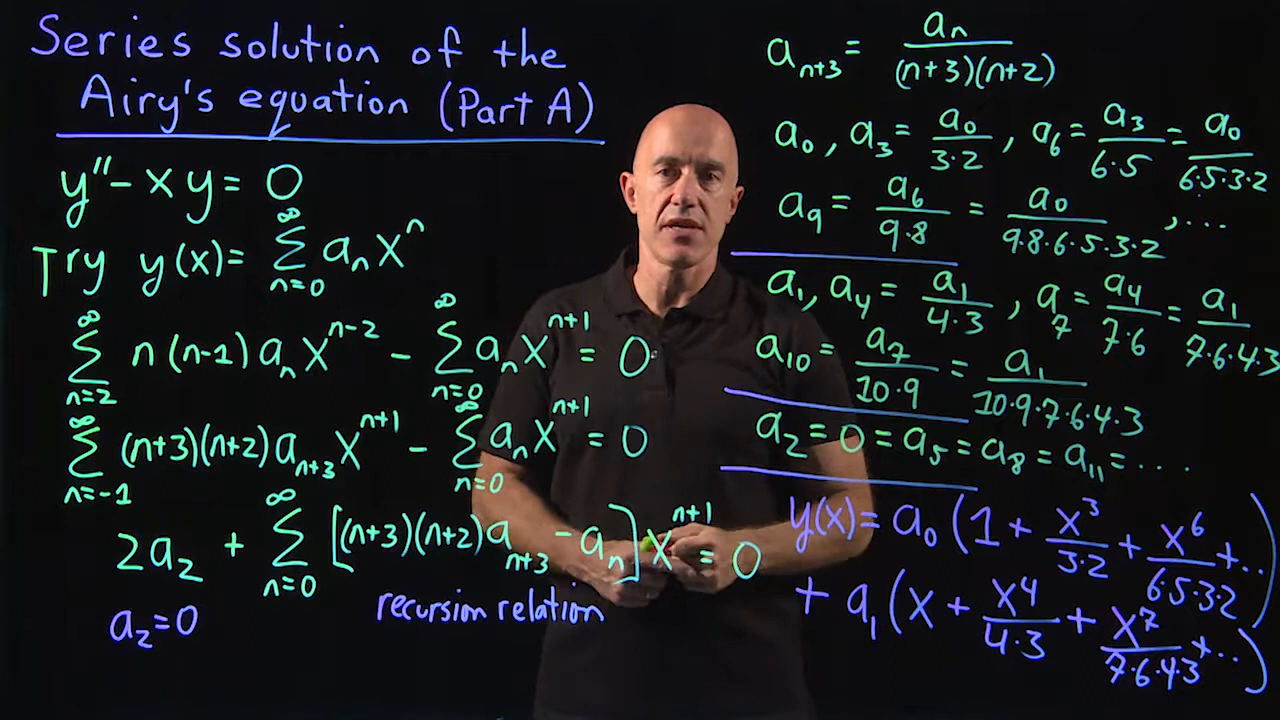 Series solution of the
Airy's equation (Part A)
y'' - xy = 0
Try y(x) = ∑_{n=0}^{∞} a_n x^n
∑_{n=2}^{∞} n(n-1) a_n x^{n-2} - ∑_{n=0}^{∞} a_n x^{n+1} = 0
∑_{n=-1}^{∞} (n+3)(n+2) a_{n+3} x^{n+1} - ∑_{n=0}^{∞} a_n x^{n+1} = 0
2a_2 + ∑_{n=0}^{∞} [(n+3)(n+2) a_{n+3} - a_n] x^{n+1} = 0
a_2 = 0
recursion relation
a_{n+3} = a_n / (n+3)(n+2)
a_0, a_3 = a_0 / 3·2, a_6 = a_3 / 6·5 = a_0 / 6·5·3·2
a_9 = a_6 / 9·8 = a_0 / 9·8·6·5·3·2, ...
a_1, a_4 = a_1 / 4·3, a_7 = a_4 / 7·6 = a_1 / 7·6·4·3
a_10 = a_7 / 10·9 = a_1 / 10·9·7·6·4·3
a_2 = 0 = a_5 = a_8 = a_11 = ....
y(x) = a_0 (1 + x^3 / 3·2 + x^6 / 6·5·3·2 + ...)
+ a_1 (x + x^4 / 4·3 + x^7 / 7·6·4·3 + ...)